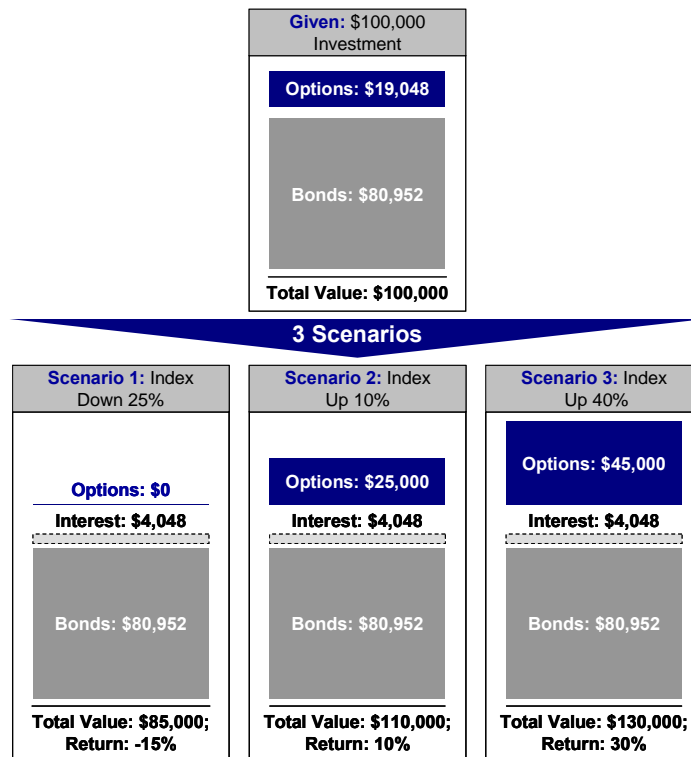 Given: $100,000
Investment
Options: $19,048
Bonds: $80,952
Total Value: $100,000
3 Scenarios
Scenario 1: Index
Down 25%
Options: $0
Interest: $4,048
Bonds: $80,952
Total Value: $85,000;
Return: -15%
Scenario 2: Index
Up 10%
Options: $25,000
Interest: $4,048
Bonds: $80,952
Total Value: $110,000;
Return: 10%
Scenario 3: Index
Up 40%
Options: $45,000
Interest: $4,048
Bonds: $80,952
Total Value: $130,000;
Return: 30%